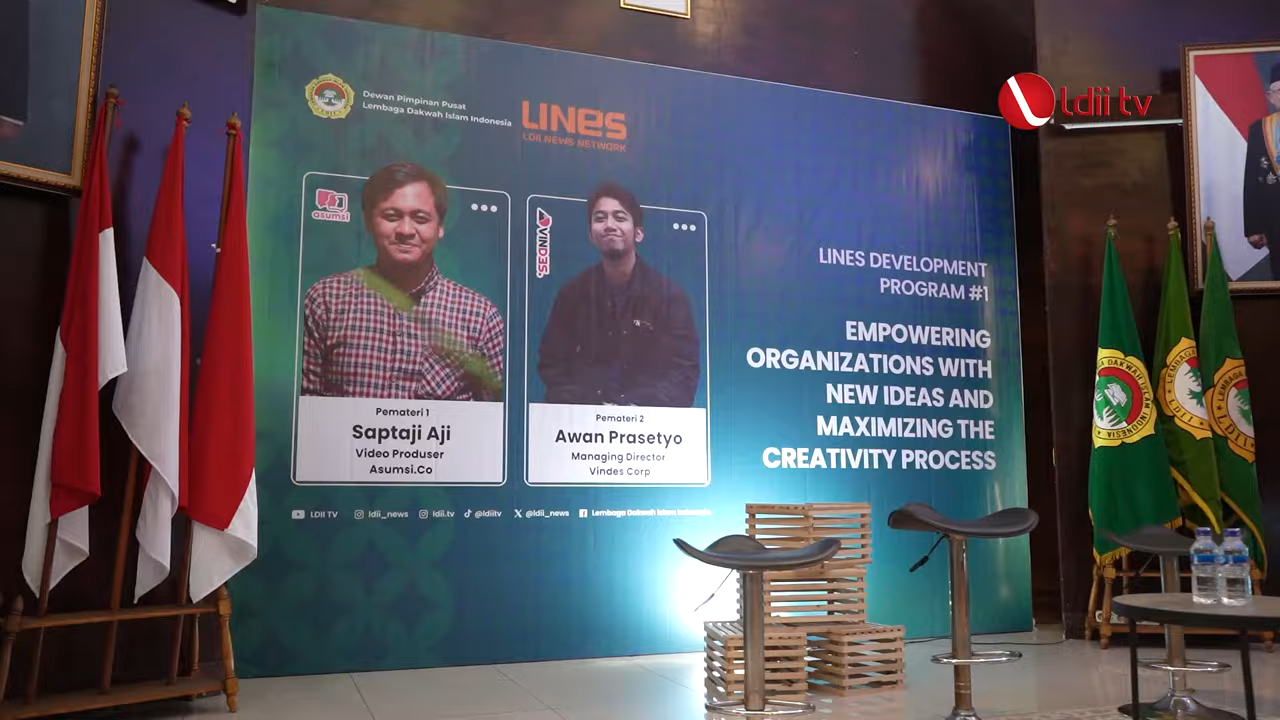 Dewan Pimpinan Pusat
Lembaga Dakwah Islam Indonesia
LINES
LDII NEWS NETWORK
ldii tv
asumsi
VINDES.
LINES DEVELOPMENT
PROGRAM #1
EMPOWERING
ORGANIZATIONS WITH
NEW IDEAS AND
MAXIMIZING THE
CREATIVITY PROCESS
Pemateri 1
Saptaji Aji
Video Produser
Asumsi.Co
Pemateri 2
Awan Prasetyo
Managing Director
Vindes Corp
LDII TV
ldii_news
ldii.tv
@ldiitv
@ldii_news
Lembaga Dakwah Islam Indonesia